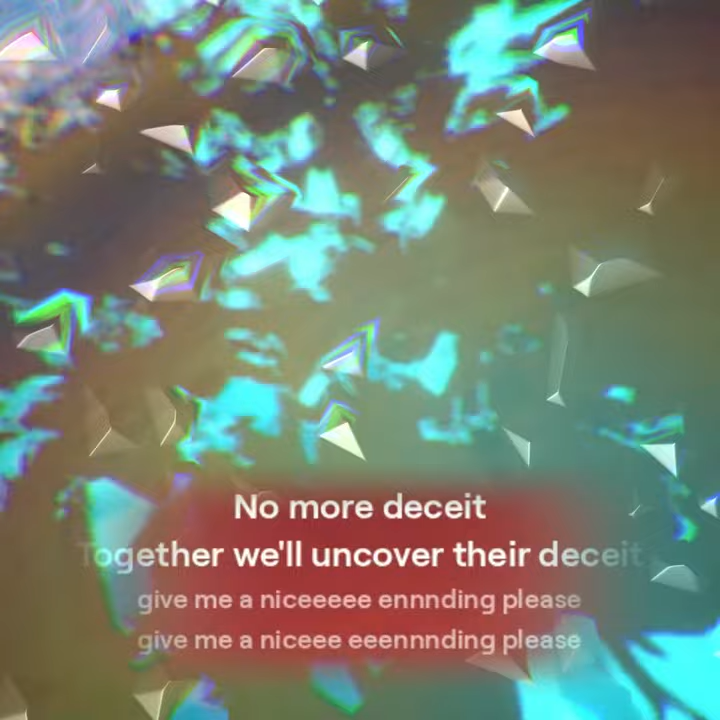 No more deceit
Together we'll uncover their deceit
give me a niceeeee ennnding please
give me a niceee eeennnding please